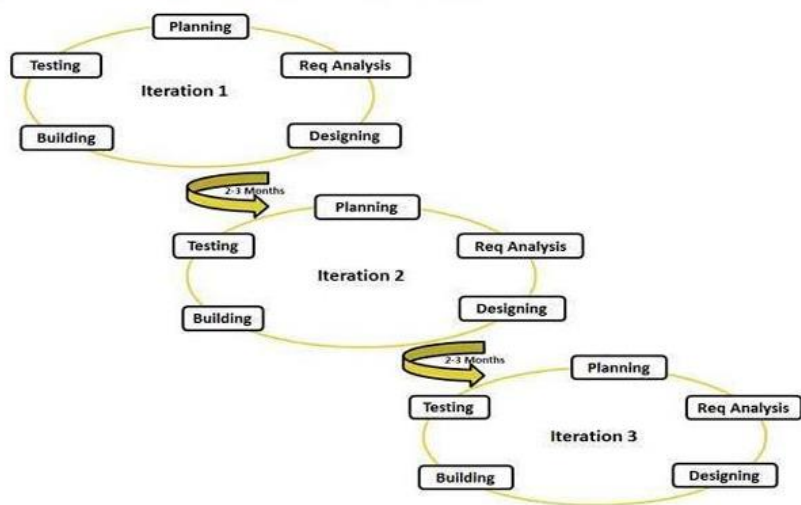 Planning
Testing
Req Analysis
Iteration 1
Building
Designing
2-3 Months
Planning
Testing
Req Analysis
Iteration 2
Building
Designing
2-3 Months
Planning
Testing
Req Analysis
Iteration 3
Building
Designing